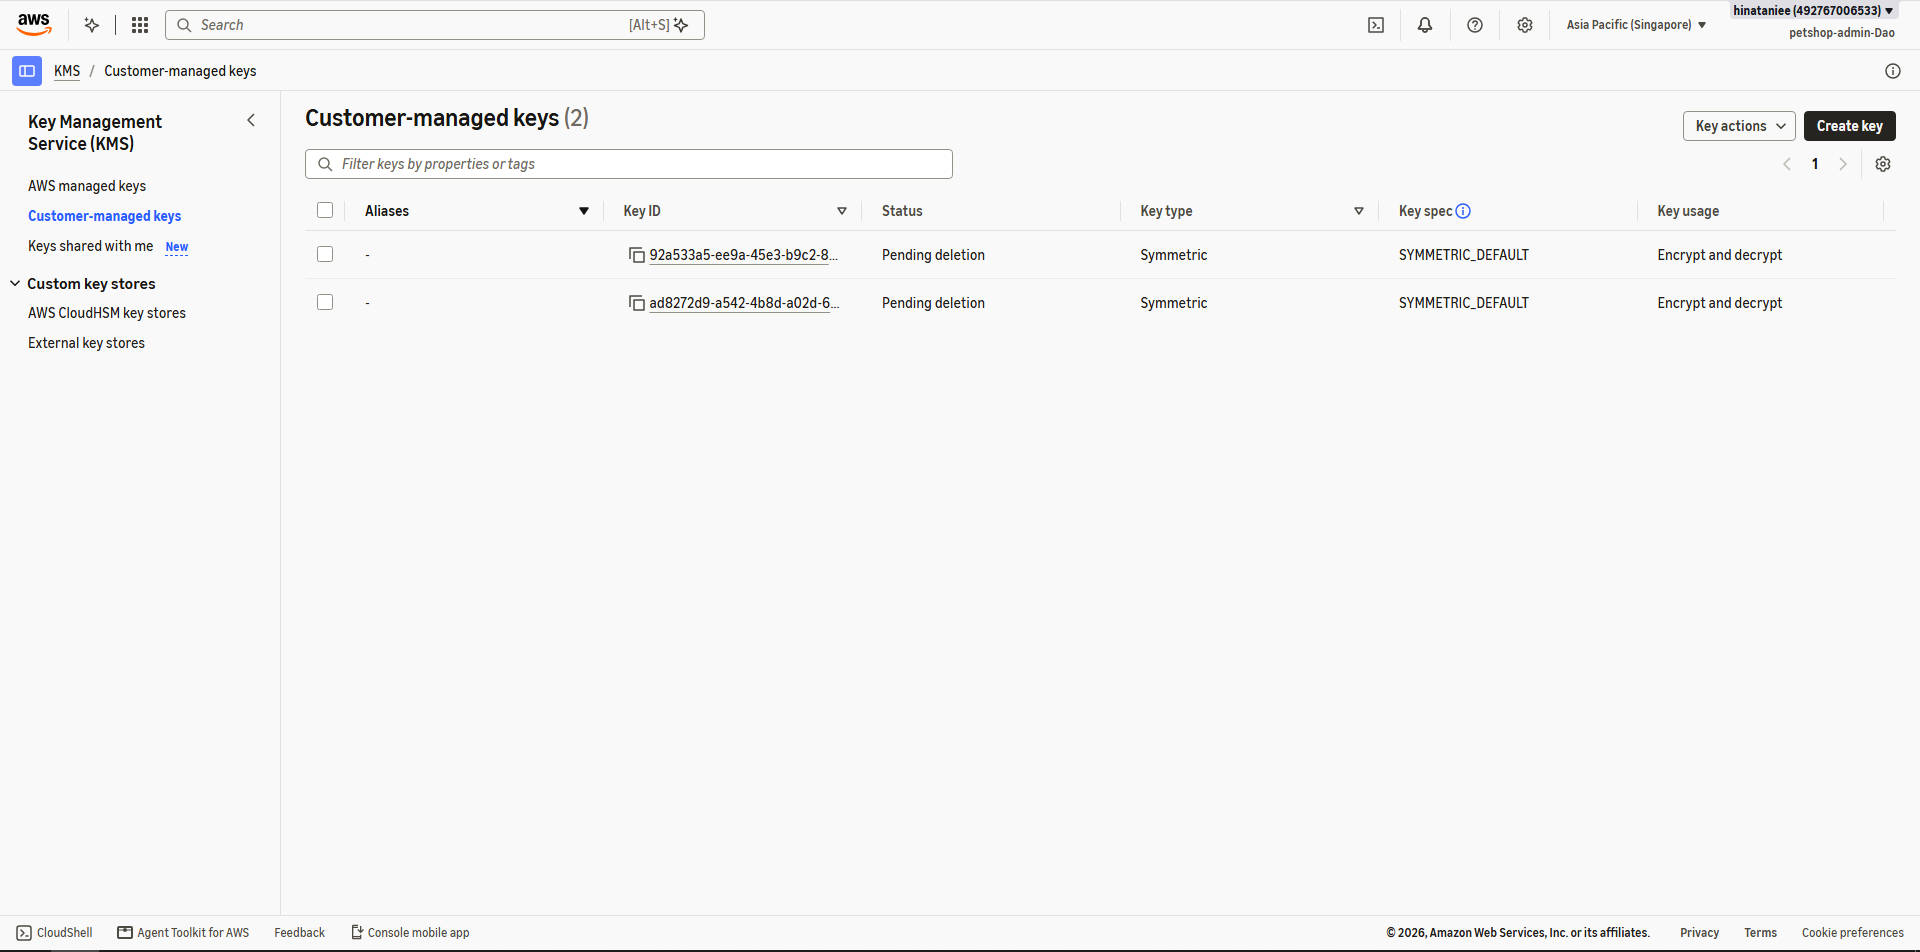 aws
Search [Alt+S]
Asia Pacific (Singapore)
hinataniee (492767006533)
petshop-admin-Dao
KMS / Customer-managed keys
Key Management Service (KMS)
AWS managed keys
Customer-managed keys
Keys shared with me New
Custom key stores
AWS CloudHSM key stores
External key stores
Customer-managed keys (2)
Key actions Create key
Filter keys by properties or tags
1
Aliases Key ID Status Key type Key spec Key usage
- 92a533a5-ee9a-45e3-b9c2-8... Pending deletion Symmetric SYMMETRIC_DEFAULT Encrypt and decrypt
- ad8272d9-a542-4b8d-a02d-6... Pending deletion Symmetric SYMMETRIC_DEFAULT Encrypt and decrypt
CloudShell Agent Toolkit for AWS Feedback Console mobile app
© 2026, Amazon Web Services, Inc. or its affiliates. Privacy Terms Cookie preferences